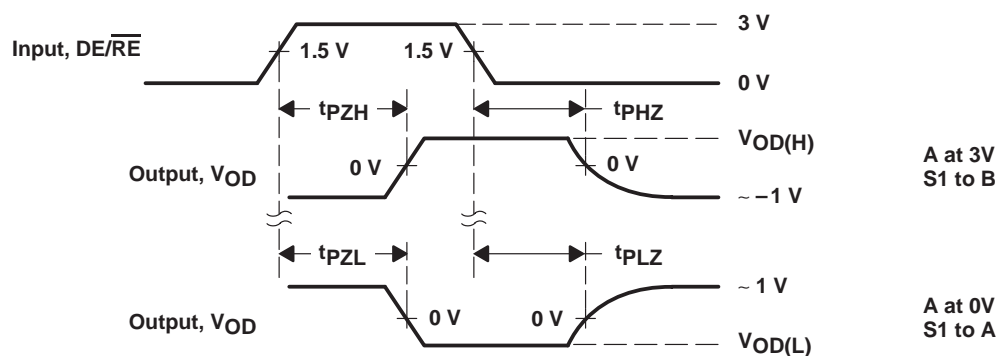 3 V
Input, DE/R̅E̅
1.5 V 1.5 V
0 V
tPZH tPHZ
VOD(H)
A at 3V
S1 to B
0 V 0 V
Output, VOD
~ –1 V
tPZL tPLZ
~ 1 V
A at 0V
S1 to A
Output, VOD
0 V 0 V
VOD(L)